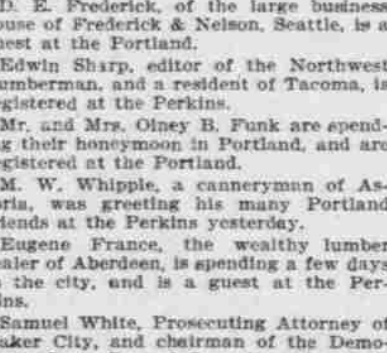 D. E. Frederick, of the large business
ouse of Frederick & Nelson, Seattle, is a
uest at the Portland.
Edwin Sharp, editor of the Northwest
umberman, and a resident of Tacoma, is
egistered at the Perkins.
Mr. and Mrs. Olney B. Funk are spend-
g their honeymoon in Portland, and are
egistered at the Portland.
M. W. Whipple, a canneryman of As-
oria, was greeting his many Portland
iends at the Perkins yesterday.
Eugene France, the wealthy lumber
ealer of Aberdeen, is spending a few days
n the city, and is a guest at the Per-
ins.
Samuel White, Prosecuting Attorney of
aker City, and chairman of the Demo-